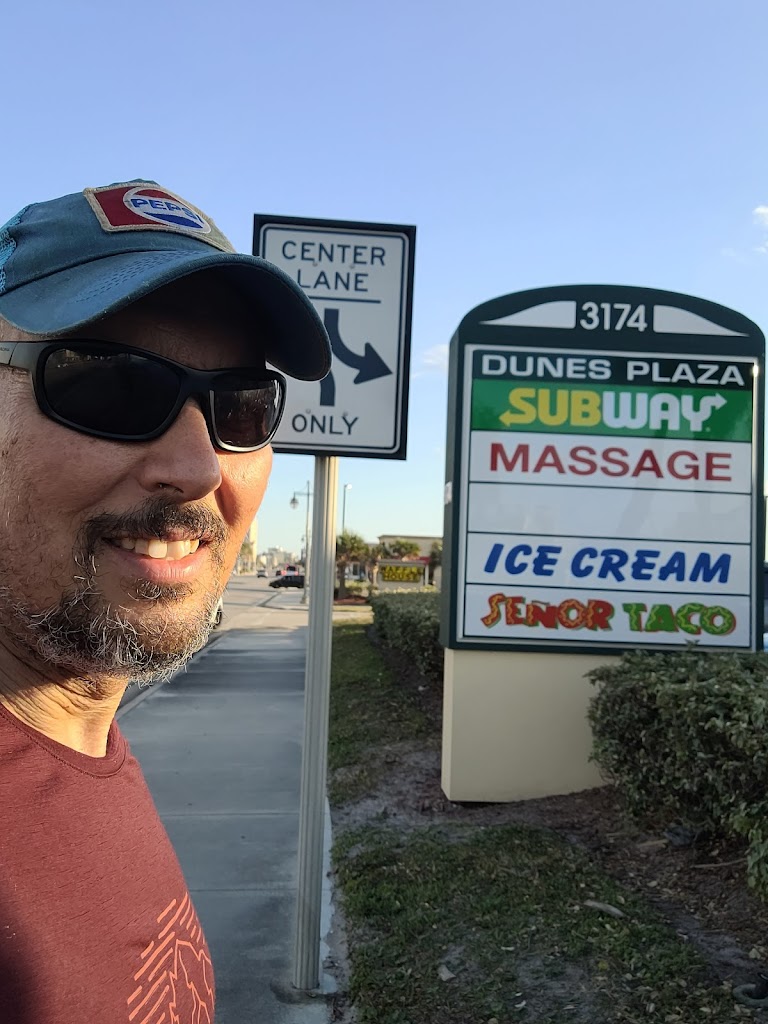 PEPSI
CENTER
LANE
ONLY
3174
DUNES PLAZA
SUBWAY
MASSAGE
ICE CREAM
SENOR TACO